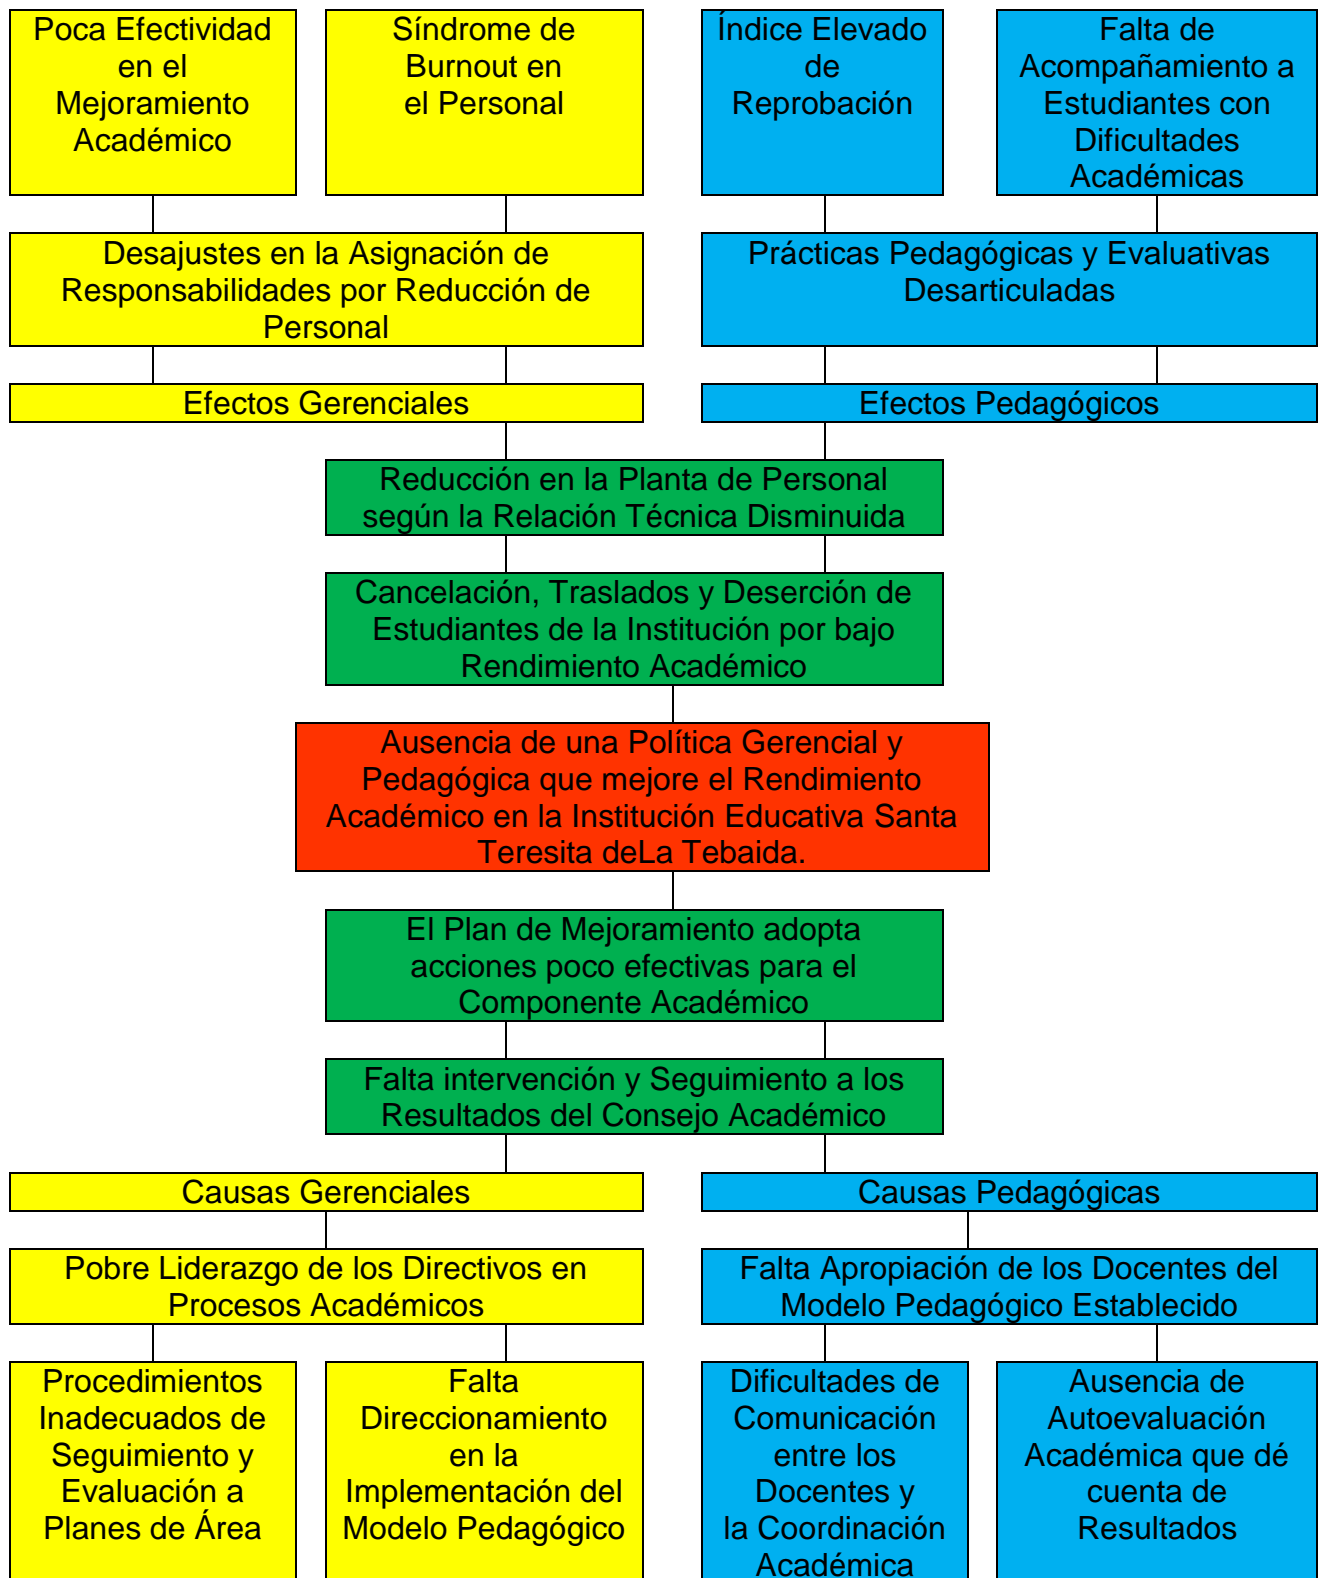 Poca Efectividad
en el
Mejoramiento
Académico
Síndrome de
Burnout en
el Personal
Índice Elevado
de
Reprobación
Falta de
Acompañamiento a
Estudiantes con
Dificultades
Académicas
Desajustes en la Asignación de
Responsabilidades por Reducción de
Personal
Prácticas Pedagógicas y Evaluativas
Desarticuladas
Efectos Gerenciales
Efectos Pedagógicos
Reducción en la Planta de Personal
según la Relación Técnica Disminuida
Cancelación, Traslados y Deserción de
Estudiantes de la Institución por bajo
Rendimiento Académico
Ausencia de una Política Gerencial y
Pedagógica que mejore el Rendimiento
Académico en la Institución Educativa Santa
Teresita deLa Tebaida.
El Plan de Mejoramiento adopta
acciones poco efectivas para el
Componente Académico
Falta intervención y Seguimiento a los
Resultados del Consejo Académico
Causas Gerenciales
Causas Pedagógicas
Pobre Liderazgo de los Directivos en
Procesos Académicos
Falta Apropiación de los Docentes del
Modelo Pedagógico Establecido
Procedimientos
Inadecuados de
Seguimiento y
Evaluación a
Planes de Área
Falta
Direccionamiento
en la
Implementación del
Modelo Pedagógico
Dificultades de
Comunicación
entre los
Docentes y
la Coordinación
Académica
Ausencia de
Autoevaluación
Académica que dé
cuenta de
Resultados